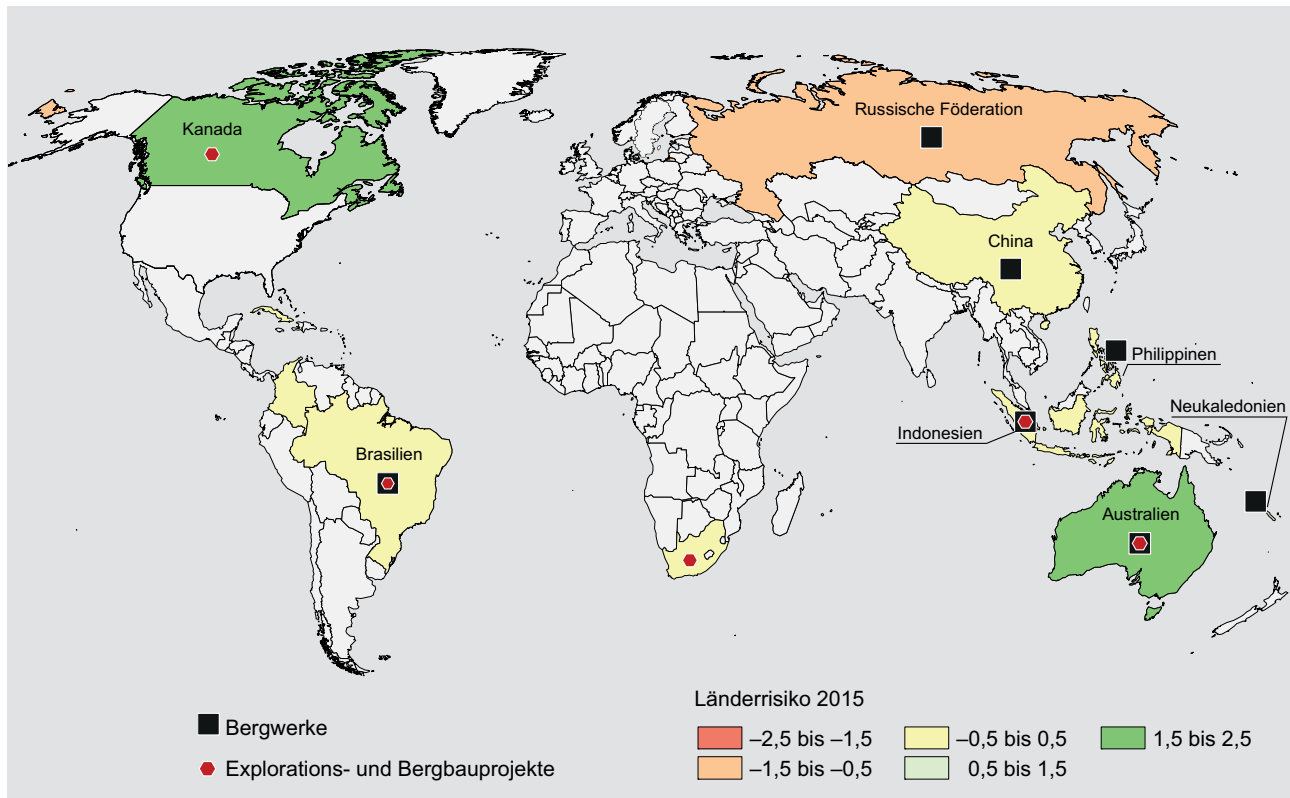 Kanada
Russische Föderation
China
Philippinen
Neukaledonien
Indonesien
Brasilien
Australien
Länderrisiko 2015
Bergwerke
Explorations- und Bergbauprojekte
–2,5 bis –1,5
–0,5 bis 0,5
1,5 bis 2,5
–1,5 bis –0,5
0,5 bis 1,5